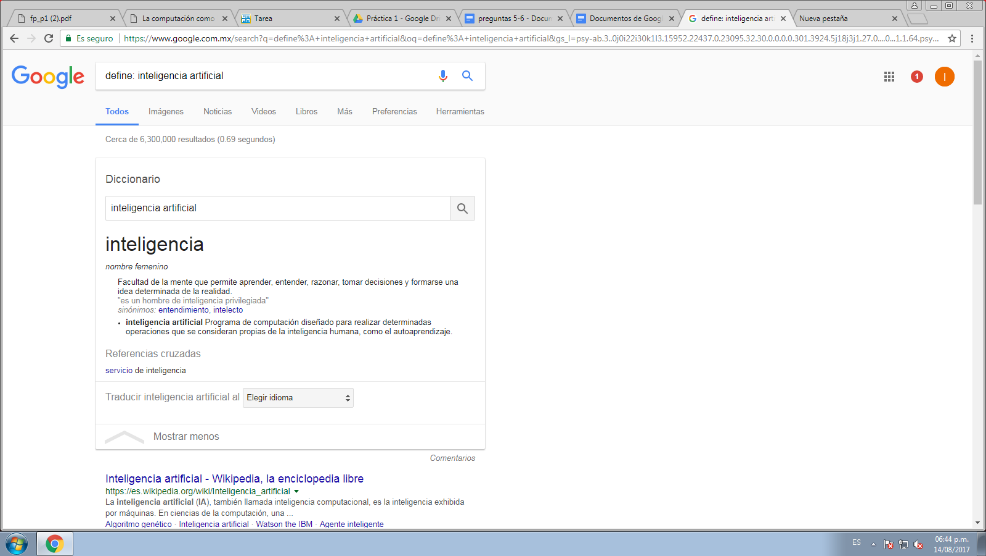 fp_p1 (2).pdf
La computación como
Tarea
Práctica 1 - Google Dri
preguntas 5-6 - Docum
Documentos de Goog
define: inteligencia art
Nueva pestaña
Es seguro
https://www.google.com.mx/search?q=define%3A+inteligencia+artificial&oq=define%3A+inteligencia+artificial&gs_l=psy-ab.3..0j0i22i30k1l3.15952.22437.0.23095.32.30.0.0.0.0.301.3924.5j18j3j1.27.0....0...1.1.64.psy...
Google
define: inteligencia artificial
1
I
Todos Imágenes Noticias Videos Libros Más Preferencias Herramientas
Cerca de 6,300,000 resultados (0.69 segundos)
Diccionario
inteligencia artificial
inteligencia
nombre femenino
Facultad de la mente que permite aprender, entender, razonar, tomar decisiones y formarse una
idea determinada de la realidad.
"es un hombre de inteligencia privilegiada"
sinónimos: entendimiento, intelecto
• inteligencia artificial Programa de computación diseñado para realizar determinadas
operaciones que se consideran propias de la inteligencia humana, como el autoaprendizaje.
Referencias cruzadas
servicio de inteligencia
Traducir inteligencia artificial al Elegir idioma
Mostrar menos
Comentarios
Inteligencia artificial - Wikipedia, la enciclopedia libre
https://es.wikipedia.org/wiki/Inteligencia_artificial
La inteligencia artificial (IA), también llamada inteligencia computacional, es la inteligencia exhibida
por máquinas. En ciencias de la computación, una ...
Algoritmo genético · Inteligencia artificial · Watson the IBM · Agente inteligente
ES
06:44 p.m.
14/08/2017